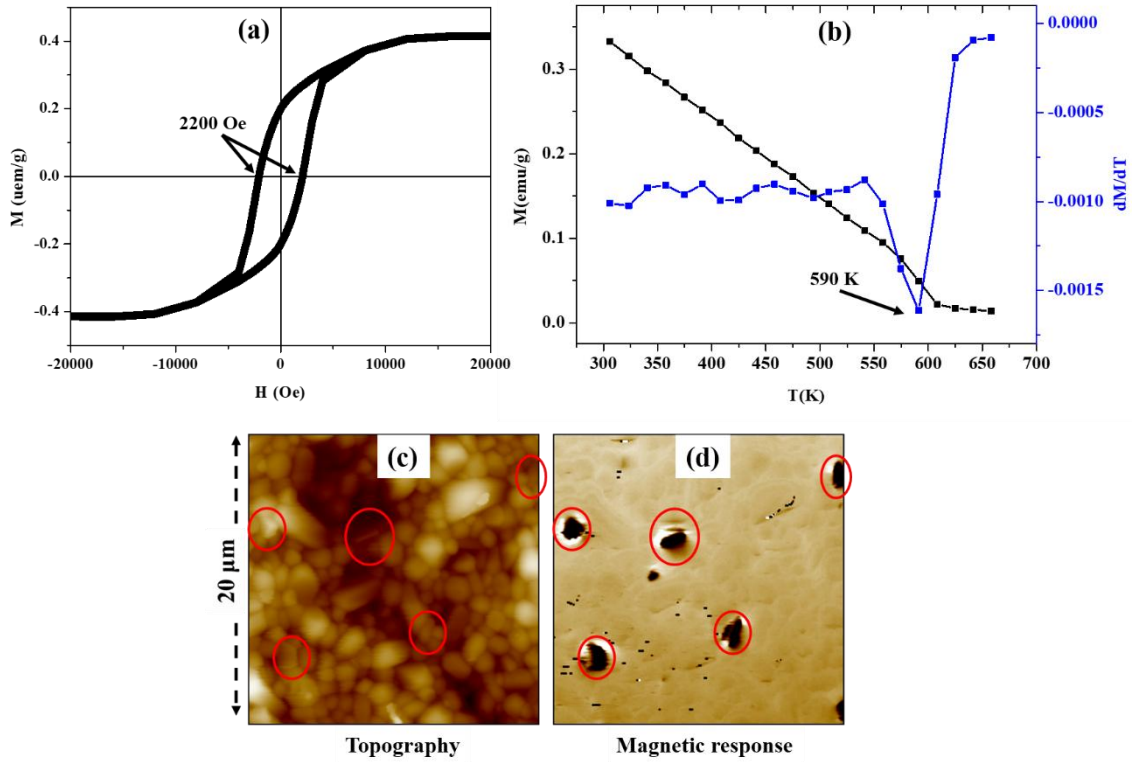 (a)
0.4
0.2
0.0
-0.2
-0.4
M (uem/g)
2200 Oe
-20000 -10000 0 10000 20000
H (Oe)
(b)
0.3
0.2
0.1
0.0
M(emu/g)
590 K
0.0000
-0.0005
-0.0010
-0.0015
dM/dT
300 350 400 450 500 550 600 650 700
T(K)
(c)
20 µm
Topography
(d)
Magnetic response